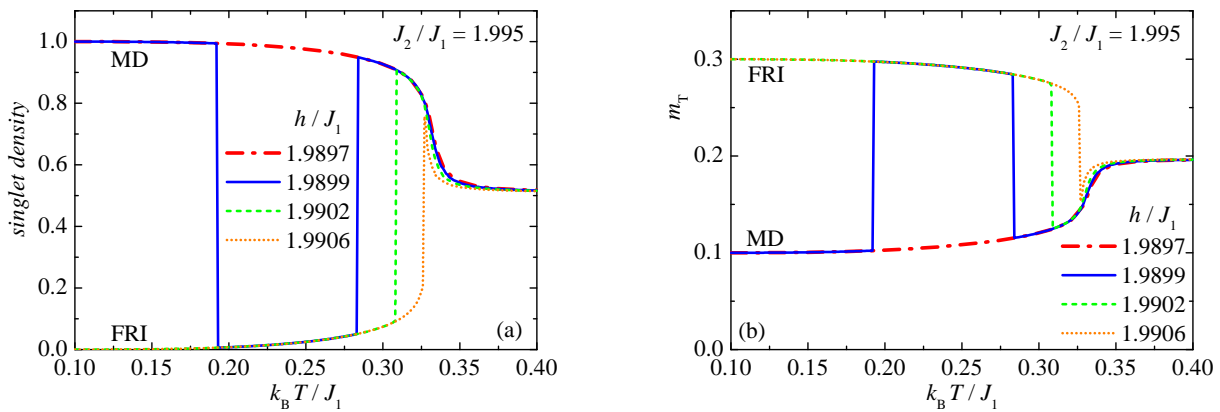 J₂ / J₁ = 1.995
1.0
MD
0.8
h / J₁
1.9897
1.9899
1.9902
1.9906
0.6
0.4
0.2
FRI
(a)
0.0
0.10 0.15 0.20 0.25 0.30 0.35 0.40
k_B T / J₁
singlet density
J₂ / J₁ = 1.995
0.3
FRI
0.2
h / J₁
MD
0.1
1.9897
1.9899
1.9902
1.9906
(b)
0.0
0.10 0.15 0.20 0.25 0.30 0.35 0.40
k_B T / J₁
m_T